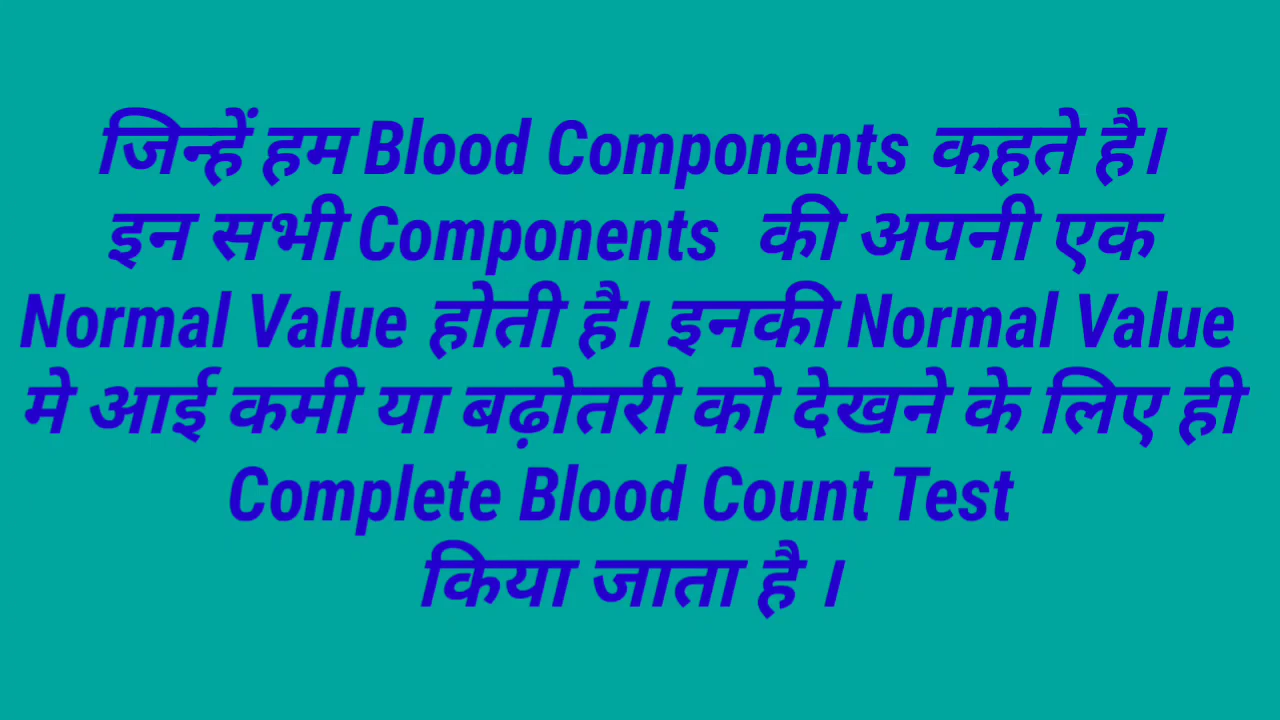 जिन्हें हम Blood Components कहते है।
इन सभी Components की अपनी एक
Normal Value होती है। इनकी Normal Value
मे आई कमी या बढ़ोतरी को देखने के लिए ही
Complete Blood Count Test
किया जाता है ।